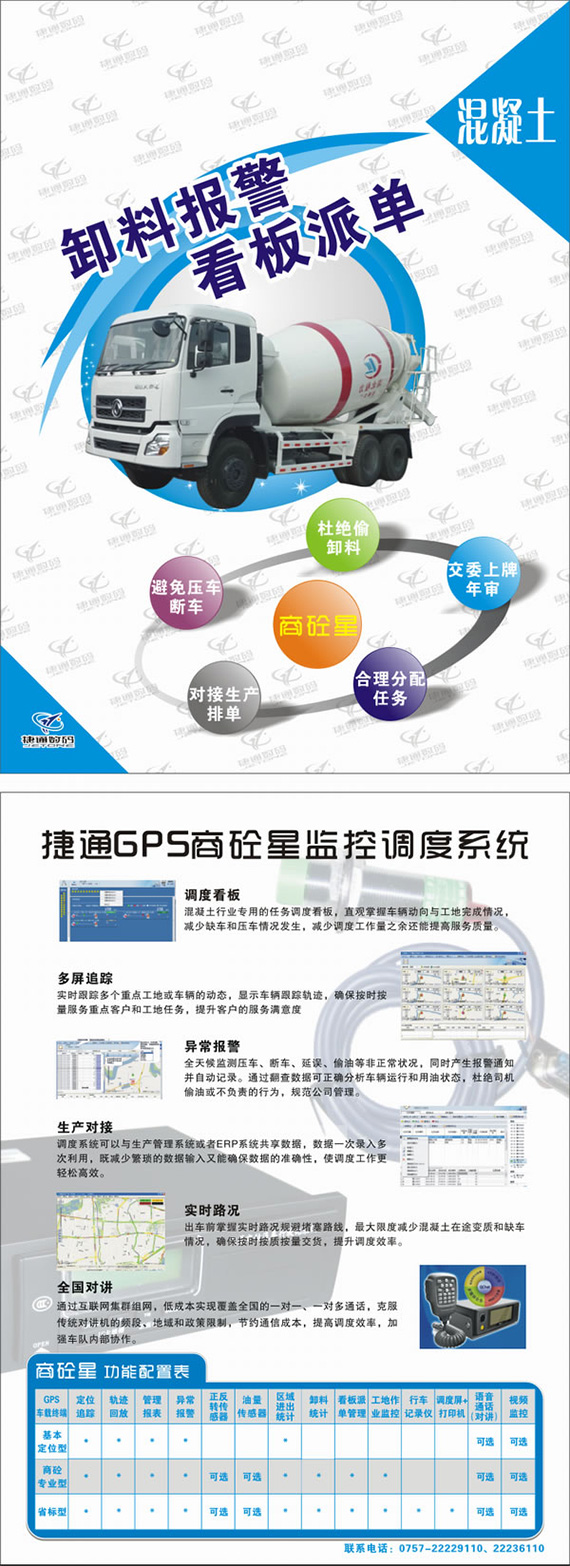 混凝土
卸料报警
看板派单
杜绝偷
卸料
避免压车
断车
交委上牌
年审
商砼星
对接生产
排单
合理分配
任务
捷通数码
JETONE
捷通GPS商砼星监控调度系统
调度看板
混凝土行业专用的任务调度看板，直观掌握车辆动向与工地完成情况，
减少缺车和压车情况发生，减少调度工作量之余还能提高服务质量。
多屏追踪
实时跟踪多个重点工地或车辆的动态，显示车辆跟踪轨迹，确保按时按
量服务重点客户和工地任务，提升客户的服务满意度
异常报警
全天候监测压车、断车、延误、偷油等非正常状况，同时产生报警通知
并自动记录。通过翻查数据可正确分析车辆运行和用油状态，杜绝司机
偷油或不负责的行为，规范公司管理。
生产对接
调度系统可以与生产管理系统或者ERP系统共享数据，数据一次录入多
次利用，既减少繁琐的数据输入又能确保数据的准确性，使调度工作更
轻松高效。
实时路况
出车前掌握实时路况规避堵塞路线，最大限度减少混凝土在途变质和缺车
情况，确保按时按质按量交货，提升调度效率。
全国对讲
通过互联网集群组网，低成本实现覆盖全国的一对一、一对多通话，克服
传统对讲机的频段、地域和政策限制，节约通信成本，提高调度效率，加
强车队内部协作。
OPEN
商砼星 功能配置表
GPS 车载终端 定位追踪 轨迹回放 管理报表 异常报警 正反转传感器 油量传感器 区域进出统计 卸料统计 看板派单管理 工地作业监控 行车记录仪 调度屏+打印机 语音通话(对讲) 视频监控
基本定位型 * * * * * 可选 可选
商砼专业型 * * * * 可选 可选 * * * * 可选 可选
省标型 * * * * 可选 可选 * * * * * * 可选 可选
联系电话：0757-22229110、22236110